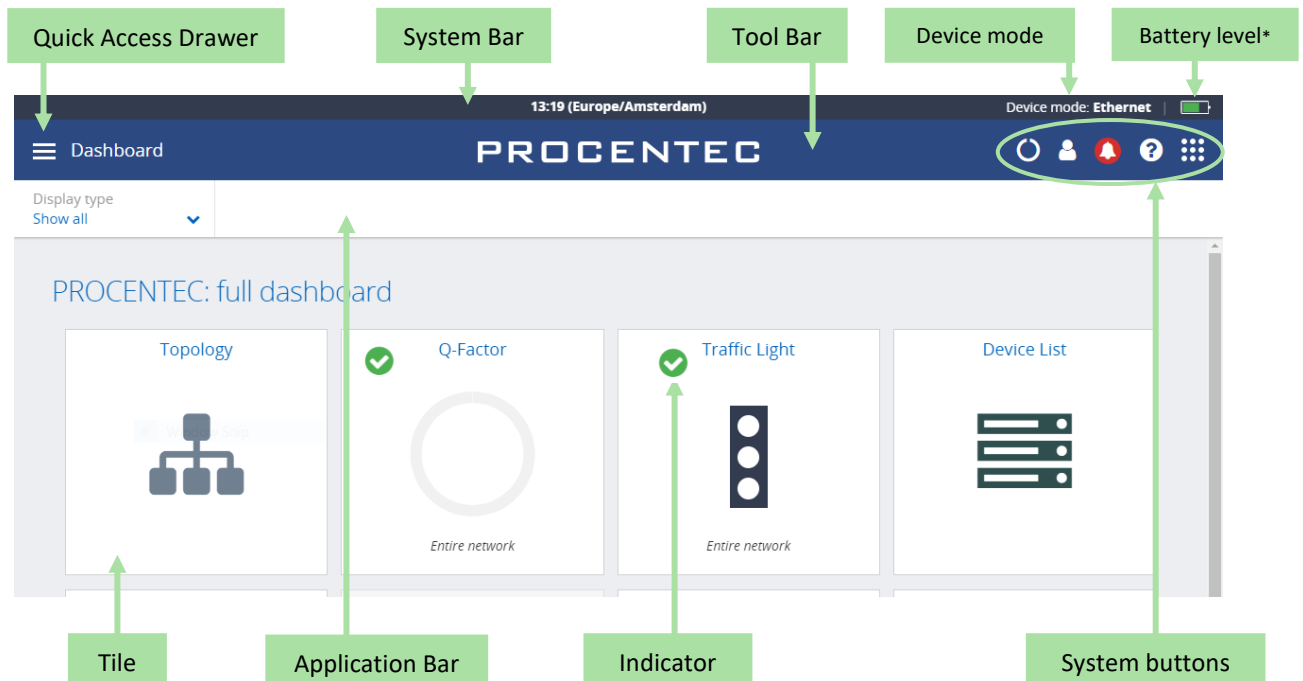 Quick Access Drawer
System Bar
Tool Bar
Device mode
Battery level*
13:19 (Europe/Amsterdam)
Device mode: Ethernet
Dashboard
PROCENTEC
Display type
Show all
PROCENTEC: full dashboard
Topology
Q-Factor
Traffic Light
Device List
Window Snip
Entire network
Entire network
Tile
Application Bar
Indicator
System buttons